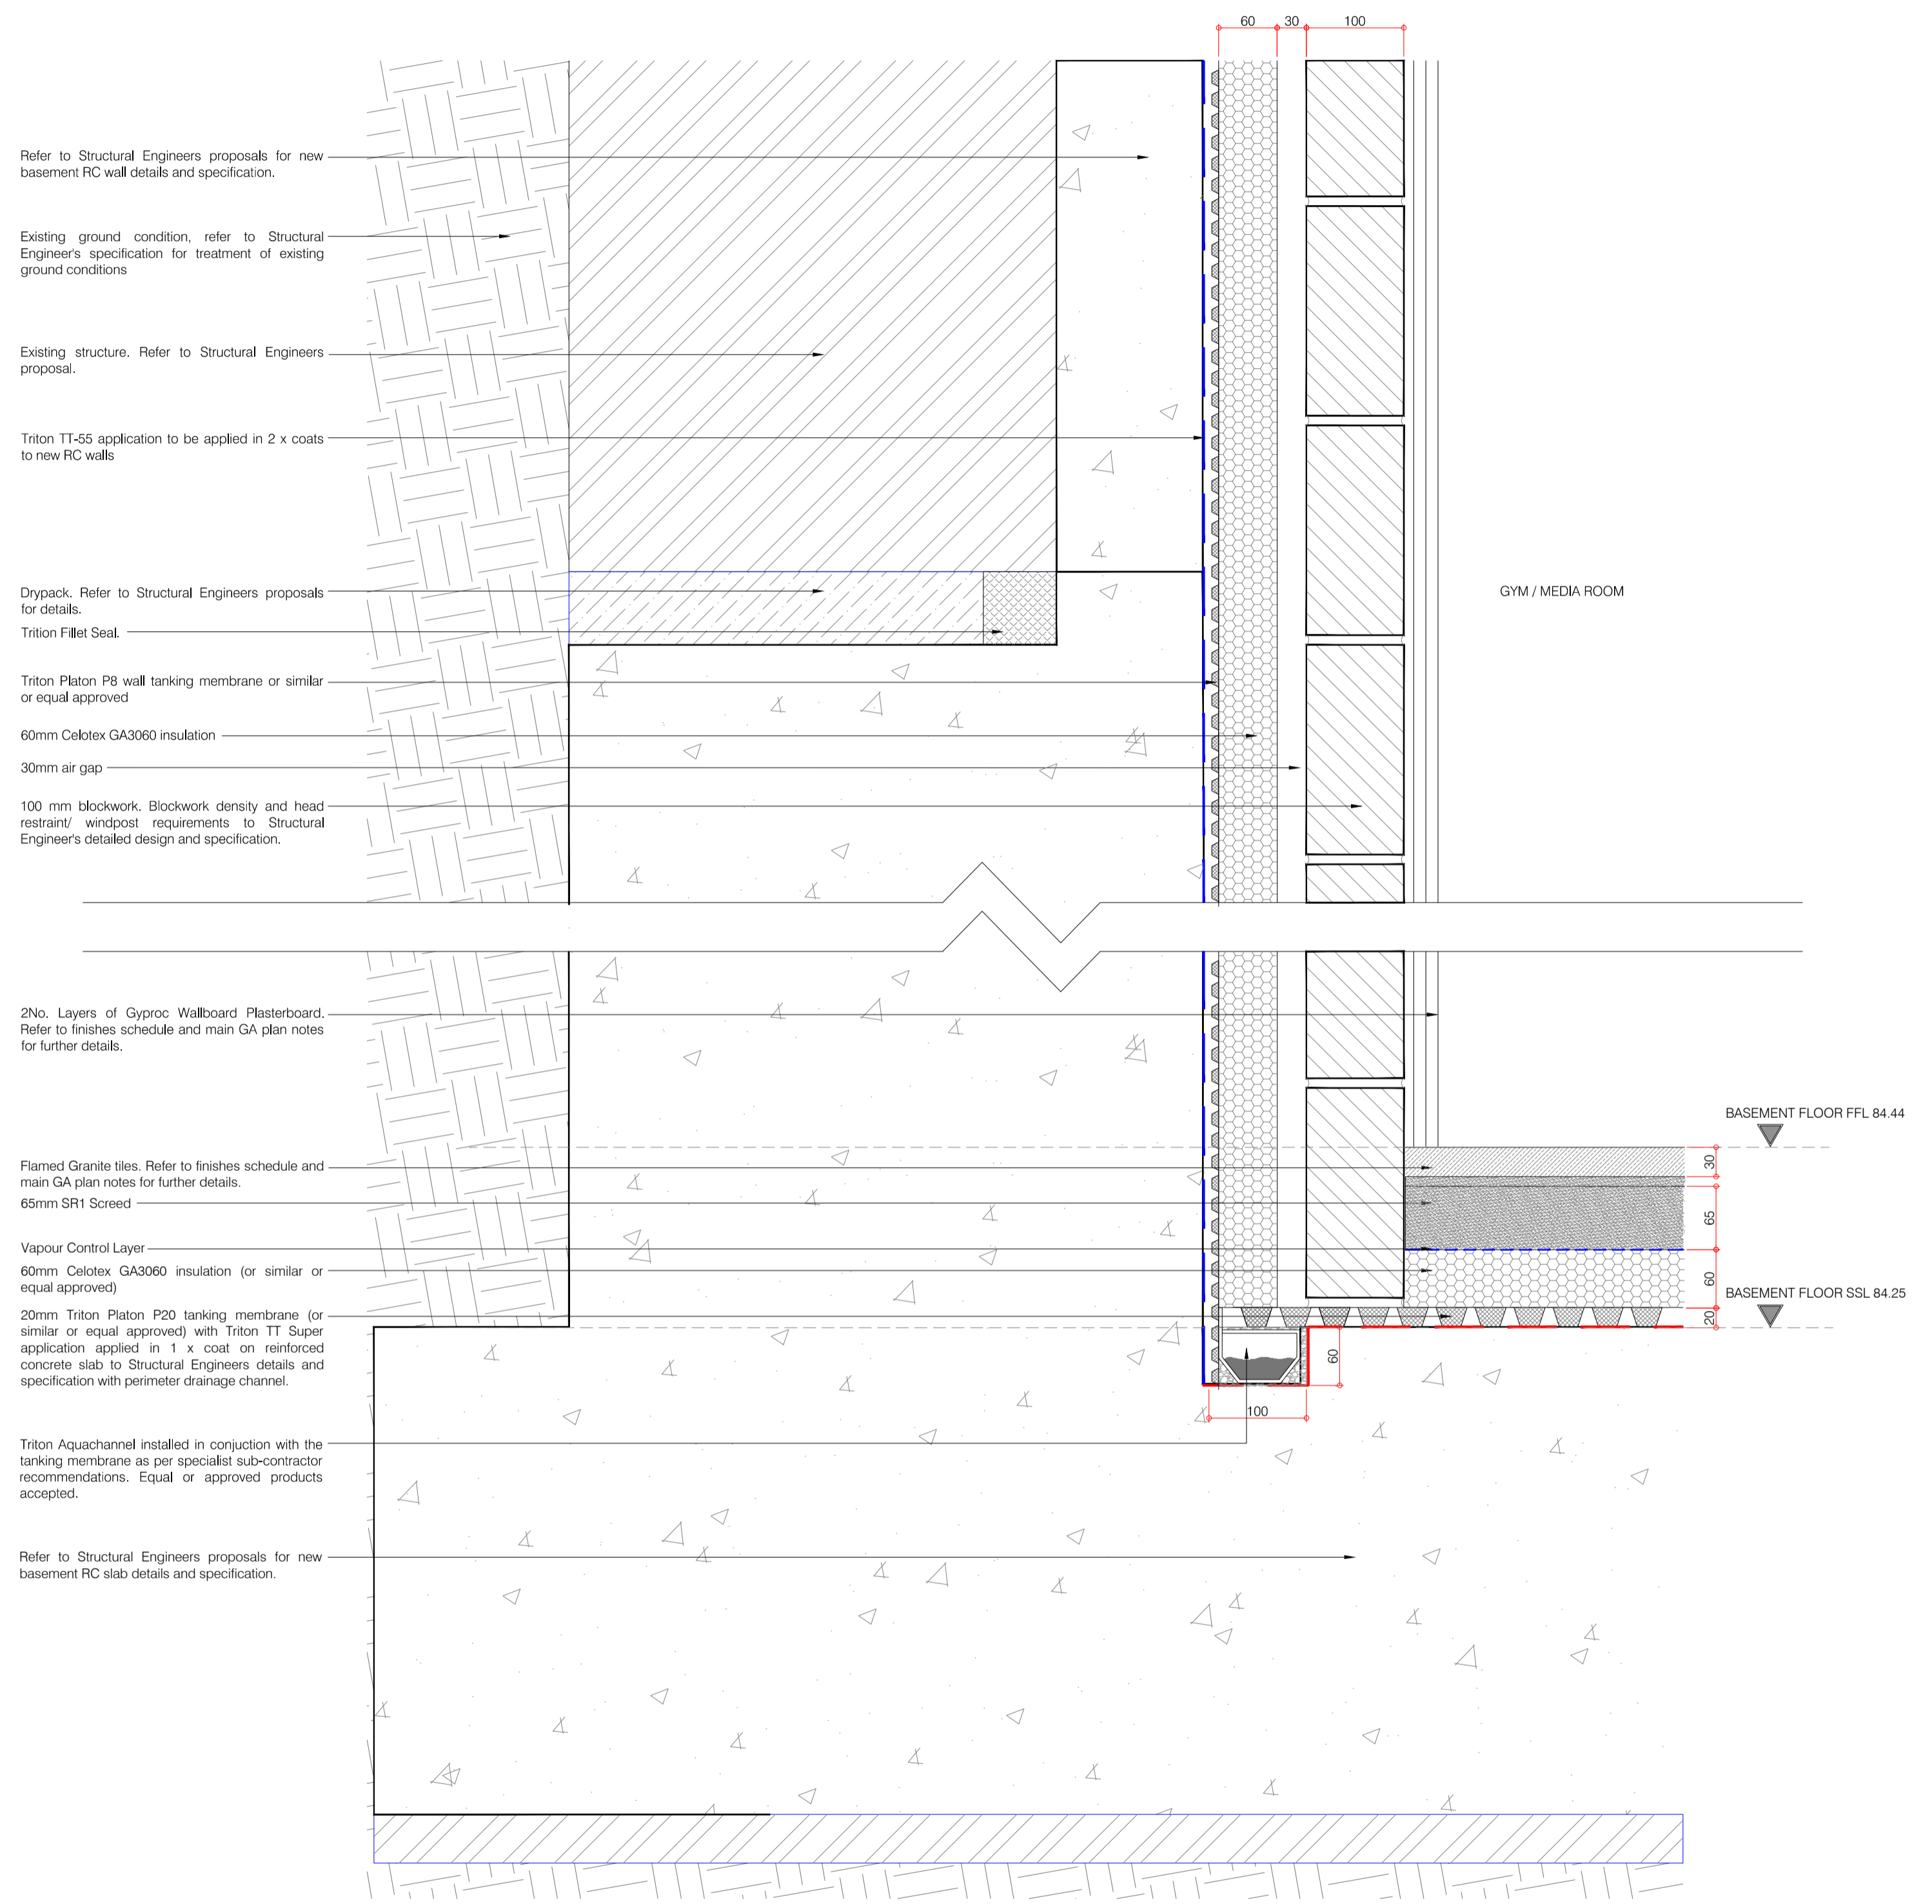 60 30 100
Refer to Structural Engineers proposals for new
basement RC wall details and specification.
Existing ground condition, refer to Structural
Engineer's specification for treatment of existing
ground conditions
Existing structure. Refer to Structural Engineers
proposal.
Triton TT-55 application to be applied in 2 x coats
to new RC walls
Drypack. Refer to Structural Engineers proposals
for details.
GYM / MEDIA ROOM
Trition Fillet Seal.
Triton Platon P8 wall tanking membrane or similar
or equal approved
60mm Celotex GA3060 insulation
30mm air gap
100 mm blockwork. Blockwork density and head
restraint/ windpost requirements to Structural
Engineer's detailed design and specification.
2No. Layers of Gyproc Wallboard Plasterboard.
Refer to finishes schedule and main GA plan notes
for further details.
BASEMENT FLOOR FFL 84.44
Flamed Granite tiles. Refer to finishes schedule and
main GA plan notes for further details.
30
65mm SR1 Screed
65
Vapour Control Layer
60mm Celotex GA3060 insulation (or similar or
equal approved)
60
BASEMENT FLOOR SSL 84.25
20mm Triton Platon P20 tanking membrane (or
similar or equal approved) with Triton TT Super
application applied in 1 x coat on reinforced
concrete slab to Structural Engineers details and
specification with perimeter drainage channel.
20
60
100
Triton Aquachannel installed in conjuction with the
tanking membrane as per specialist sub-contractor
recommendations. Equal or approved products
accepted.
Refer to Structural Engineers proposals for new
basement RC slab details and specification.